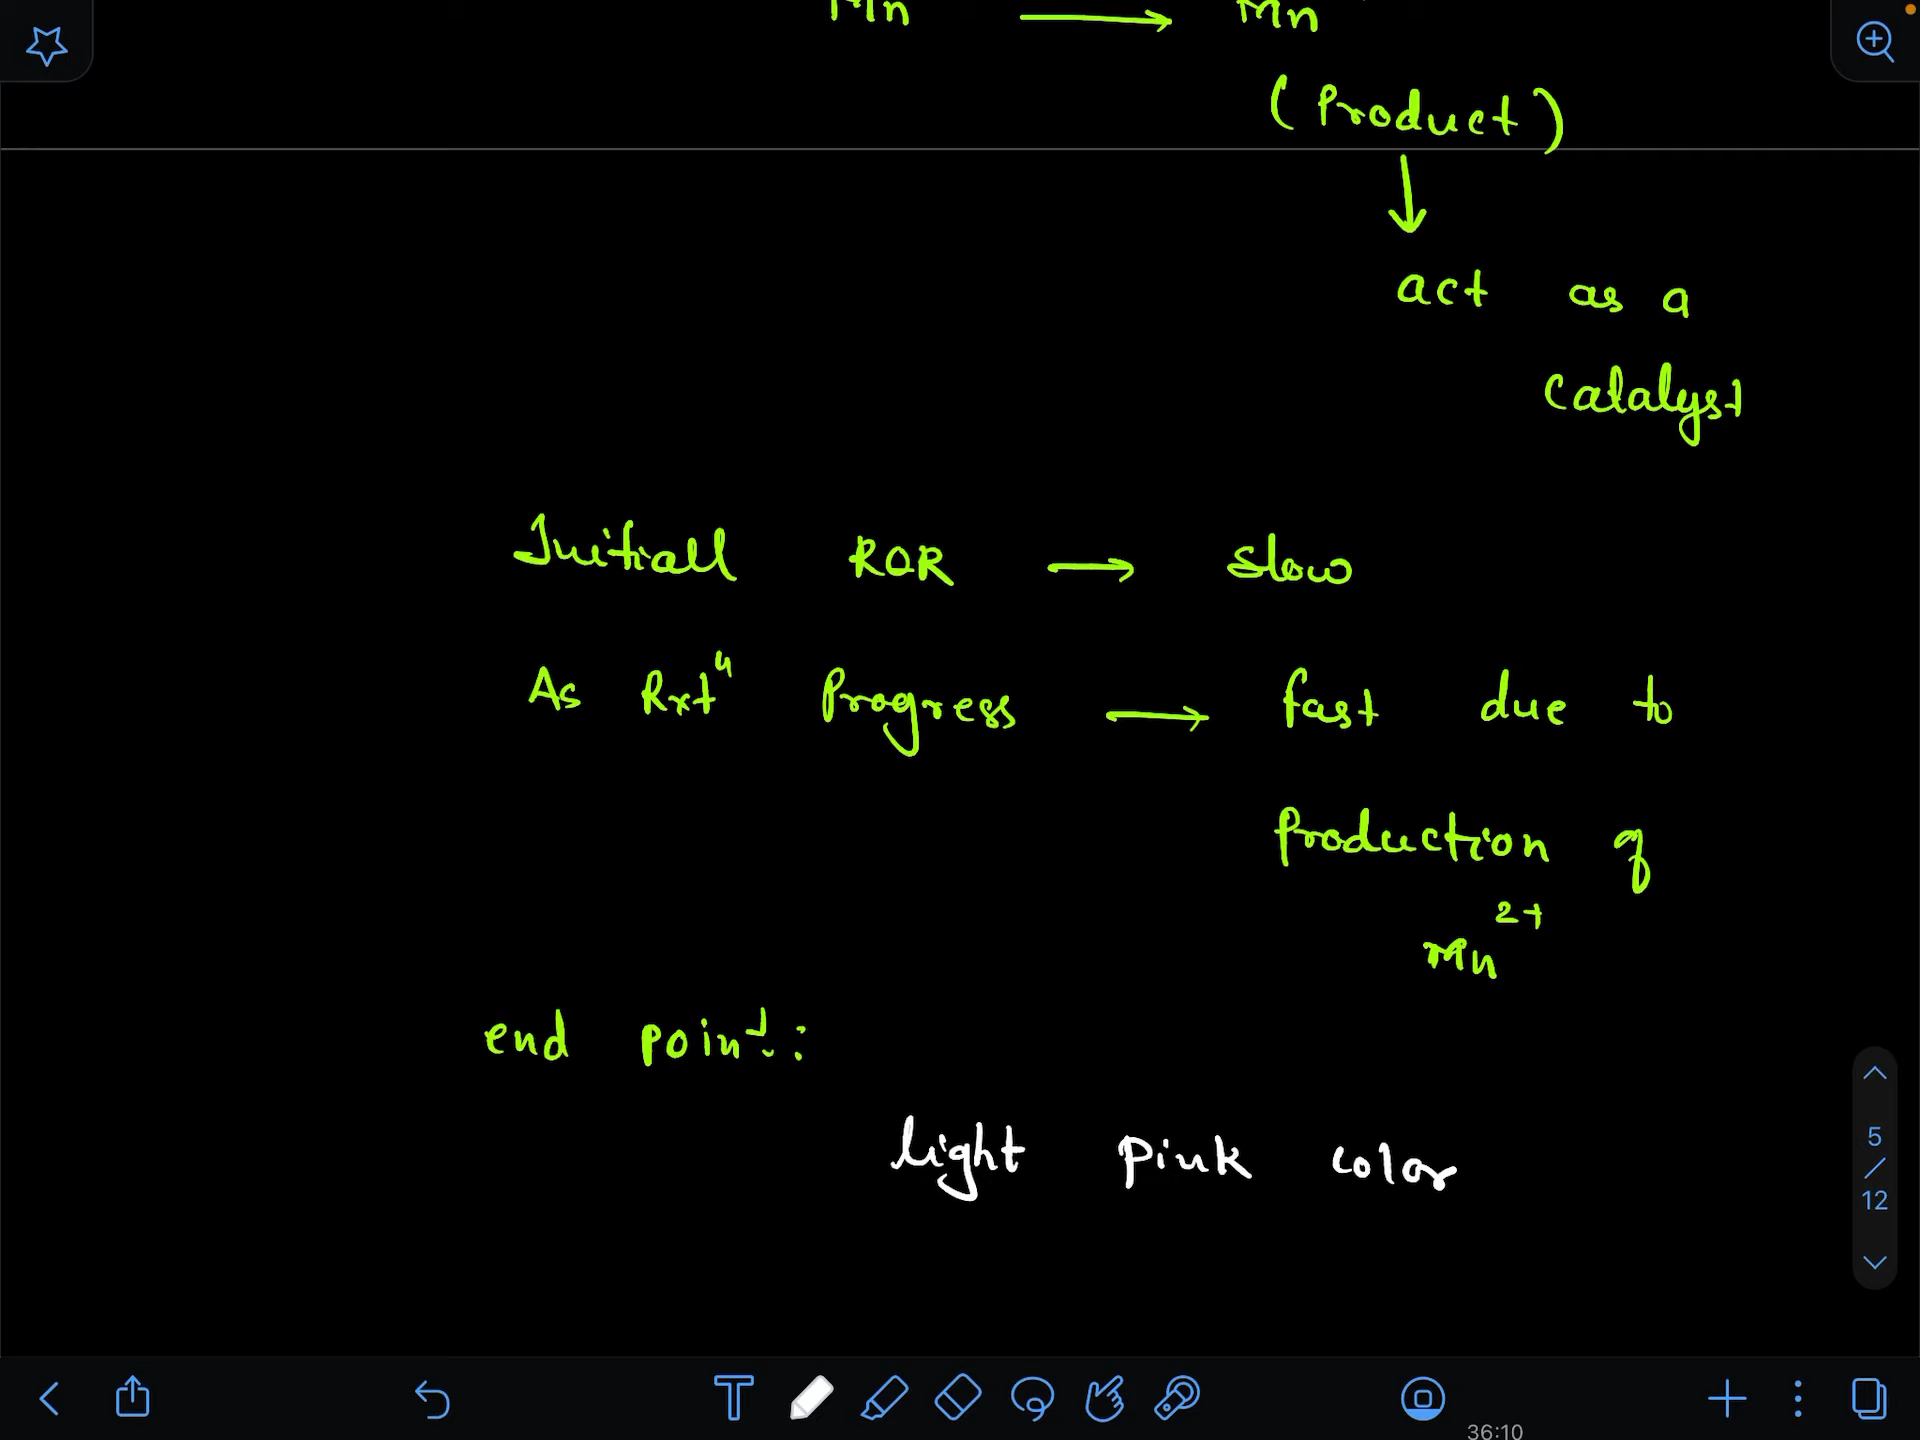 Mn ⟶ Mn
(Product)
↓
act as a
catalyst
Initiall ROR ⟶ slow
As Rxtⁿ Progress ⟶ fast due to
production of
Mn²⁺
end point:
light pink color
5
/
12
T
36:10